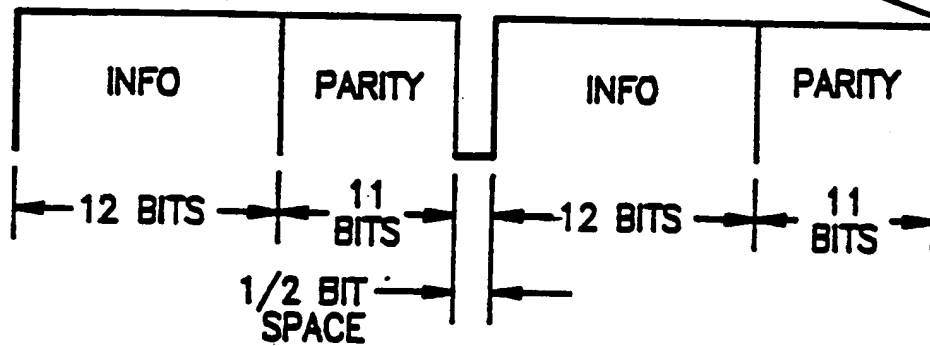 INFO PARITY INFO PARITY
12 BITS 11 BITS 12 BITS 11 BITS
1/2 BIT SPACE